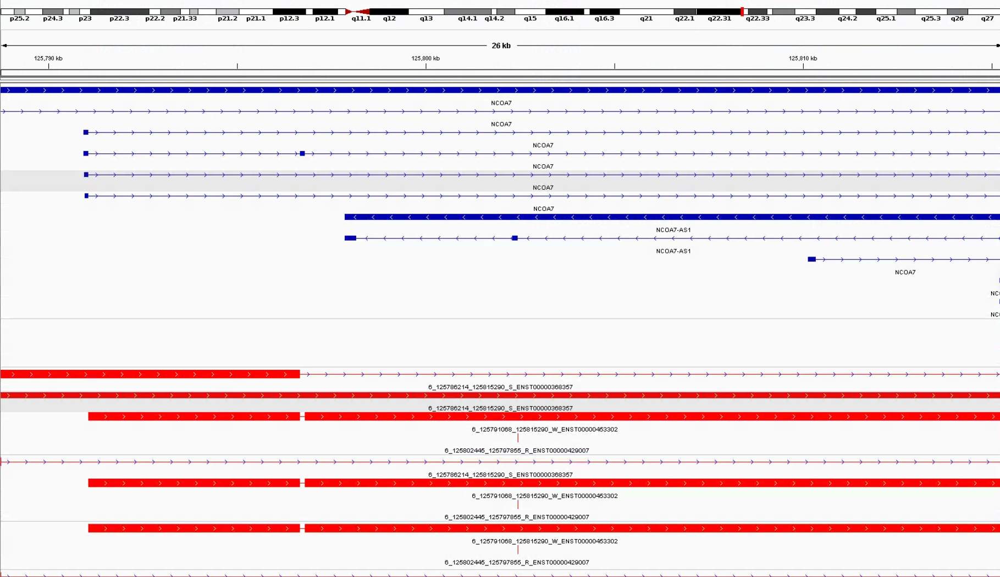 p25.2 p24.3 p23 p22.3 p22.2 p21.33 p21.2 p21.1 p12.3 p12.1 q11.1 q12 q13 q14.1 q14.2 q15 q16.1 q16.3 q21 q22.1 q22.31 q22.33 q23.3 q24.2 q25.1 q25.3 q26 q27
26 kb
125,790 kb 125,800 kb 125,810 kb
NCOA7
NCOA7
NCOA7
NCOA7
NCOA7
NCOA7
NCOA7-AS1
NCOA7-AS1
NCOA7
NCO
NCO
6_125786214_125815290_S_ENST00000368357
6_125786214_125815290_S_ENST00000368357
6_125791068_125815290_W_ENST00000453302
6_125802445_125797855_R_ENST00000429007
6_125786214_125815290_S_ENST00000368357
6_125791068_125815290_W_ENST00000453302
6_125802445_125797855_R_ENST00000429007
6_125791068_125815290_W_ENST00000453302
6_125802445_125797855_R_ENST00000429007